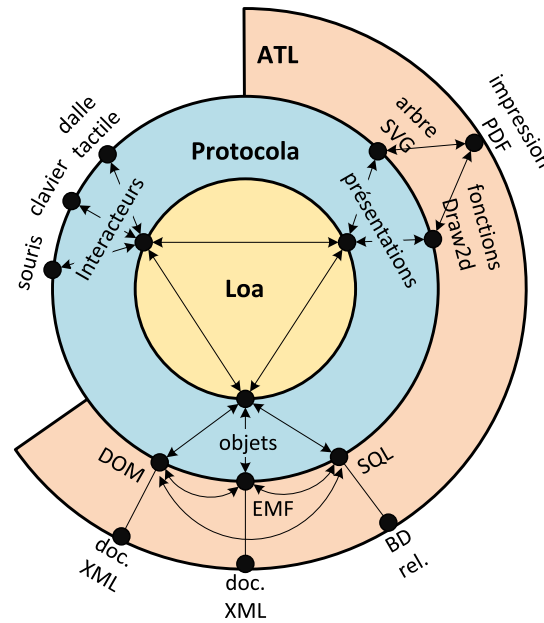 ATL
Protocola
Loa
dalle
tactile
clavier
souris
Interacteurs
présentations
arbre
SVG
impression
PDF
fonctions
Draw2d
objets
DOM
EMF
SQL
doc.
XML
doc.
XML
BD
rel.